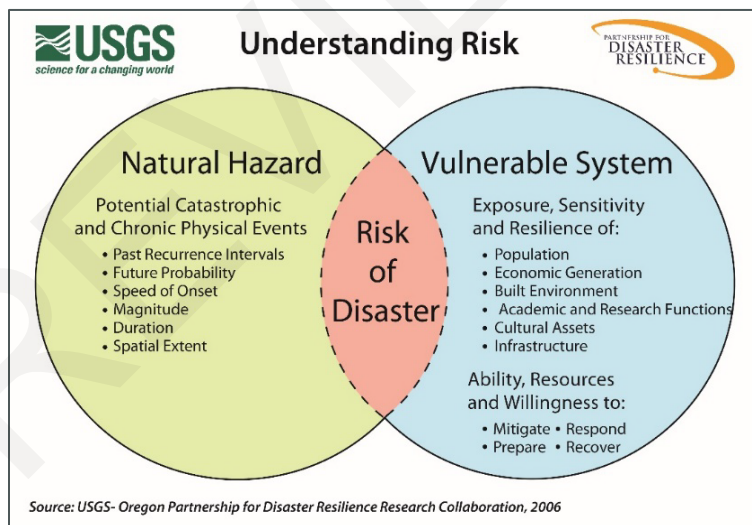 USGS
science for a changing world
Understanding Risk
PARTNERSHIP FOR
DISASTER
RESILIENCE
Natural Hazard
Potential Catastrophic
and Chronic Physical Events
• Past Recurrence Intervals
• Future Probability
• Speed of Onset
• Magnitude
• Duration
• Spatial Extent
Risk
of
Disaster
Vulnerable System
Exposure, Sensitivity
and Resilience of:
• Population
• Economic Generation
• Built Environment
• Academic and Research Functions
• Cultural Assets
• Infrastructure
Ability, Resources
and Willingness to:
• Mitigate • Respond
• Prepare • Recover
Source: USGS- Oregon Partnership for Disaster Resilience Research Collaboration, 2006